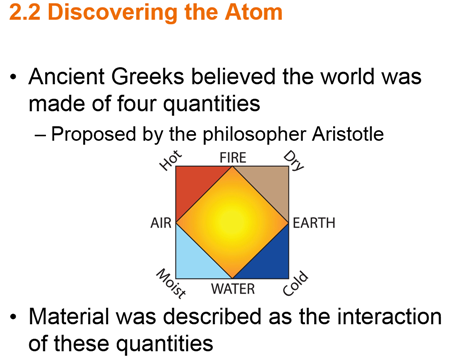 2.2 Discovering the Atom
• Ancient Greeks believed the world was
made of four quantities
– Proposed by the philosopher Aristotle
Hot FIRE Dry
AIR EARTH
Moist WATER Cold
• Material was described as the interaction
of these quantities